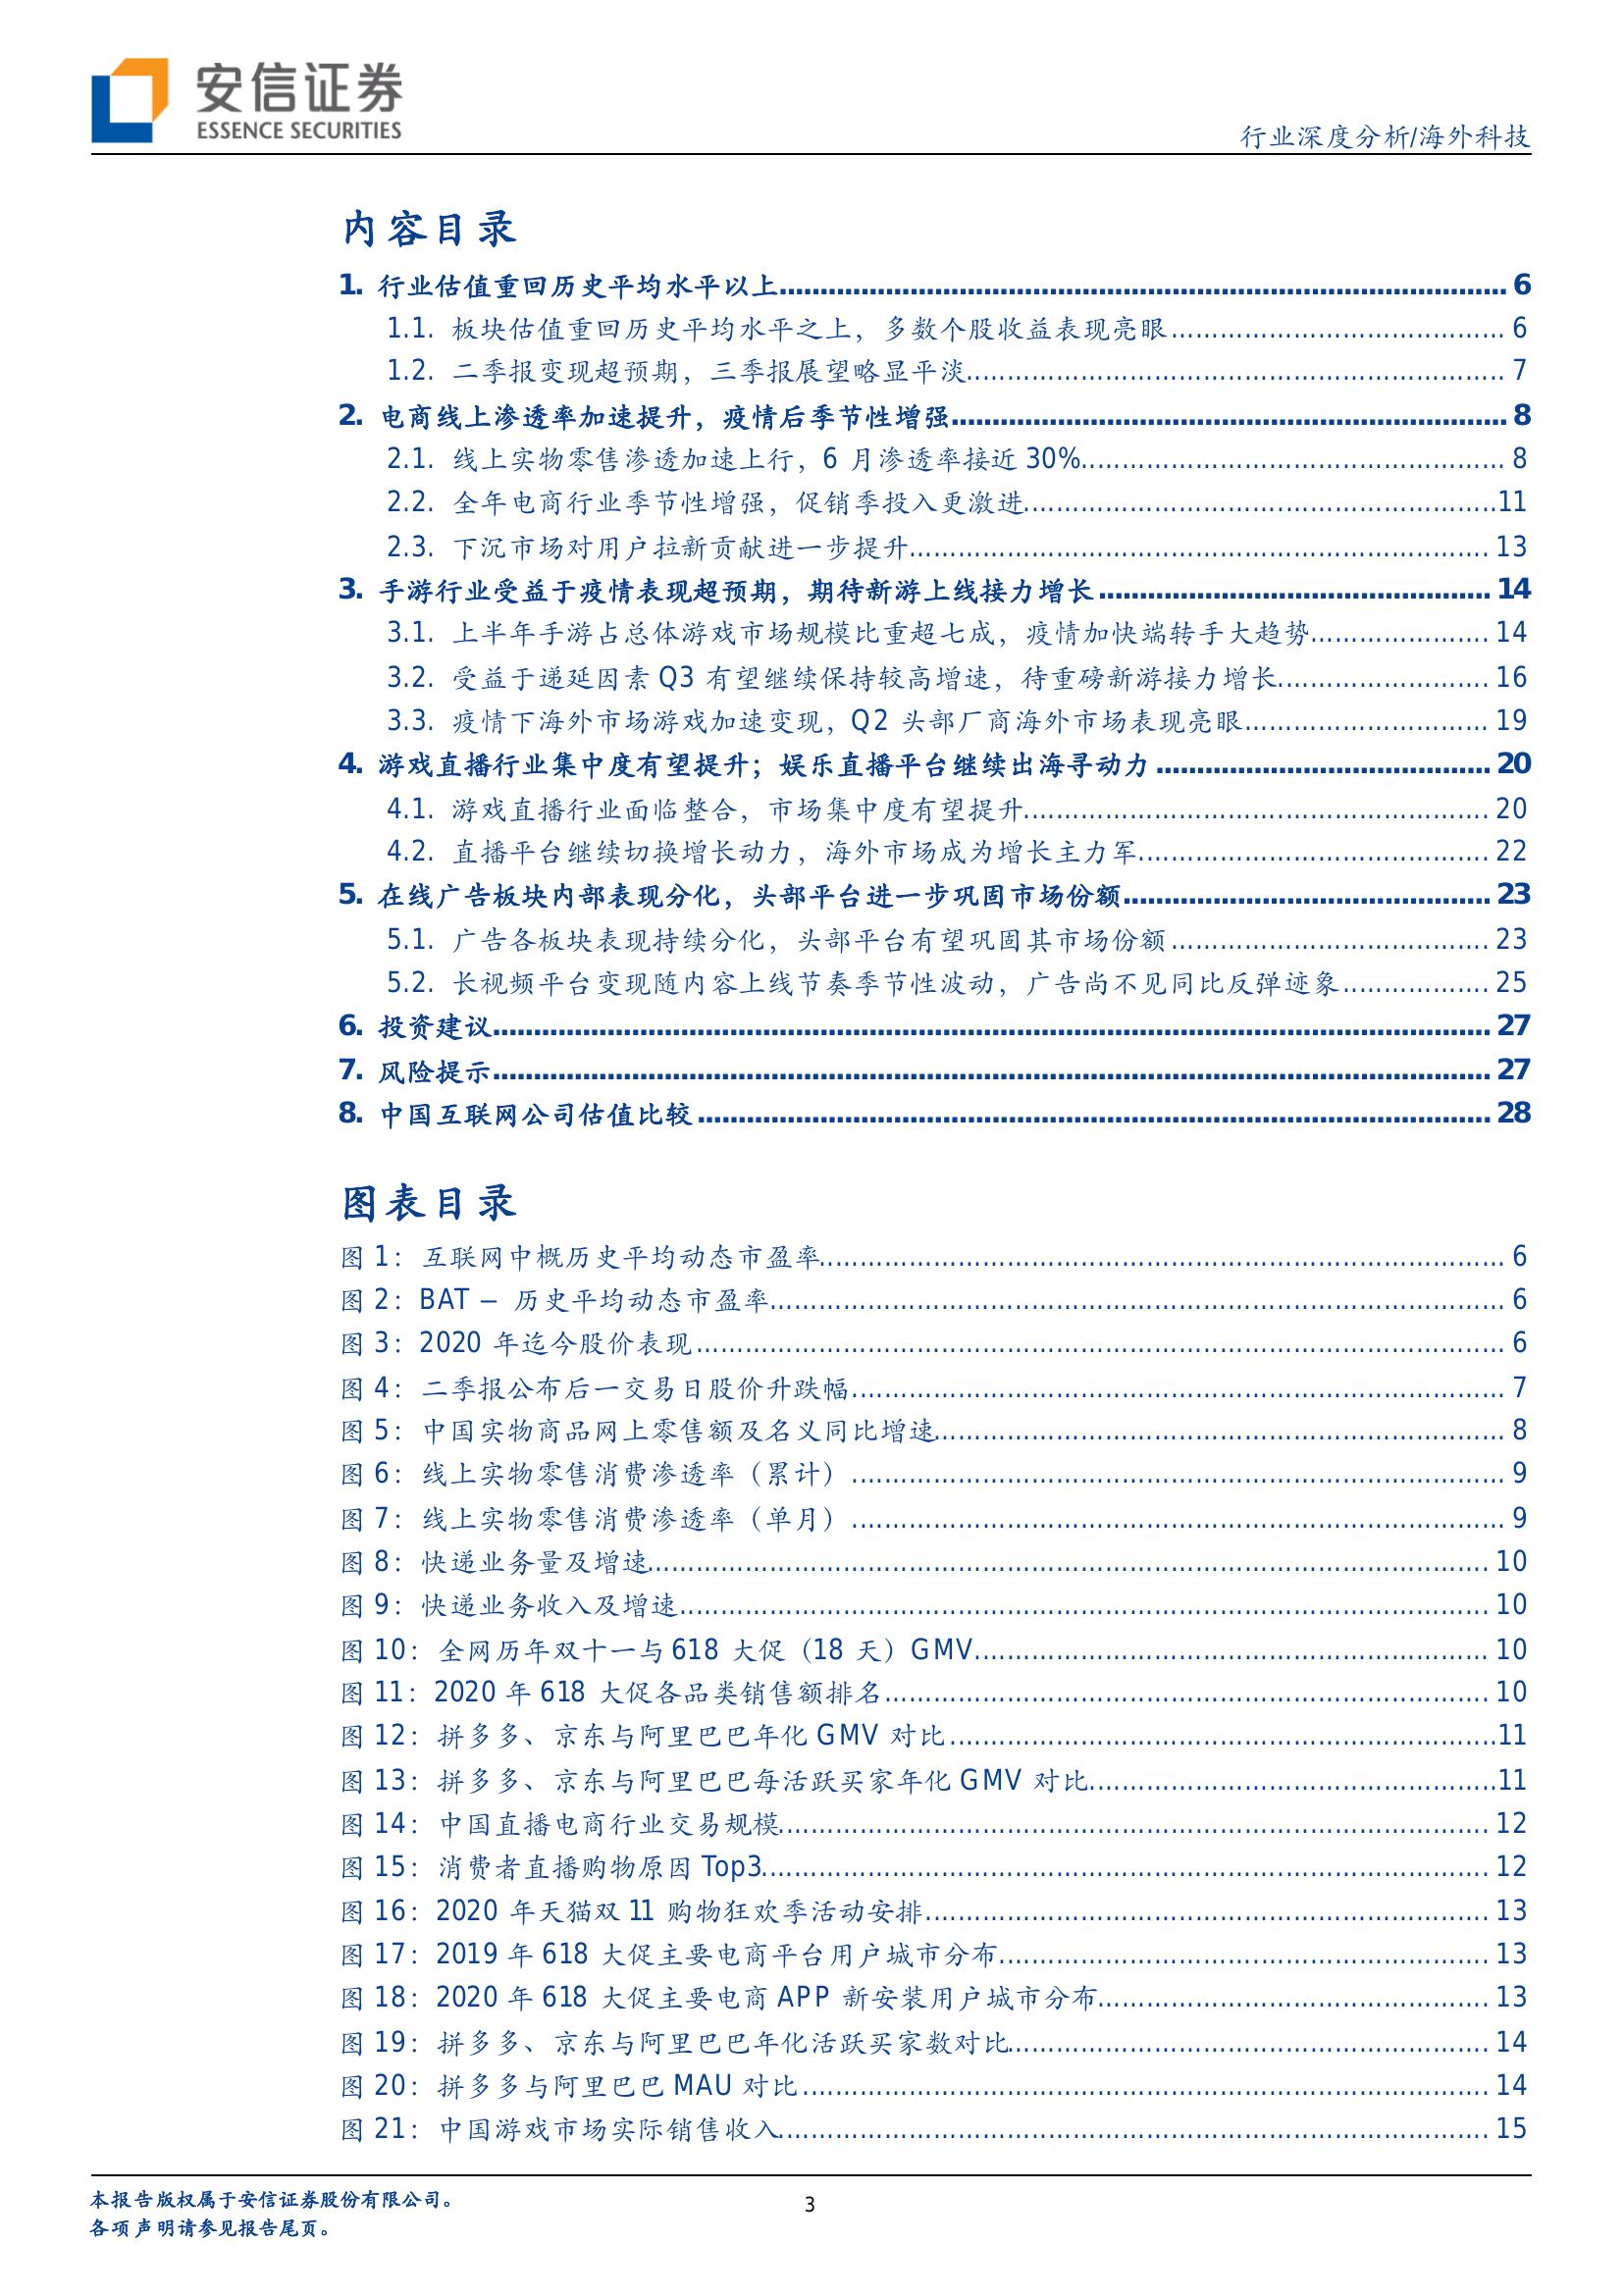 安信证券
ESSENCE SECURITIES
行业深度分析/海外科技
内容目录
1. 行业估值重回历史平均水平以上 6
1.1. 板块估值重回历史平均水平之上，多数个股收益表现亮眼 6
1.2. 二季报变现超预期，三季报展望略显平淡 7
2. 电商线上渗透率加速提升，疫情后季节性增强 8
2.1. 线上实物零售渗透加速上行，6 月渗透率接近 30% 8
2.2. 全年电商行业季节性增强，促销季投入更激进 11
2.3. 下沉市场对用户拉新贡献进一步提升 13
3. 手游行业受益于疫情表现超预期，期待新游上线接力增长 14
3.1. 上半年手游占总体游戏市场规模比重超七成，疫情加快端转手大趋势 14
3.2. 受益于递延因素 Q3 有望继续保持较高增速，待重磅新游接力增长 16
3.3. 疫情下海外市场游戏加速变现，Q2 头部厂商海外市场表现亮眼 19
4. 游戏直播行业集中度有望提升；娱乐直播平台继续出海寻动力 20
4.1. 游戏直播行业面临整合，市场集中度有望提升 20
4.2. 直播平台继续切换增长动力，海外市场成为增长主力军 22
5. 在线广告板块内部表现分化，头部平台进一步巩固市场份额 23
5.1. 广告各板块表现持续分化，头部平台有望巩固其市场份额 23
5.2. 长视频平台变现随内容上线节奏季节性波动，广告尚不见同比反弹迹象 25
6. 投资建议 27
7. 风险提示 27
8. 中国互联网公司估值比较 28
图表目录
图 1：互联网中概历史平均动态市盈率 6
图 2：BAT – 历史平均动态市盈率 6
图 3：2020 年迄今股价表现 6
图 4：二季报公布后一交易日股价升跌幅 7
图 5：中国实物商品网上零售额及名义同比增速 8
图 6：线上实物零售消费渗透率（累计） 9
图 7：线上实物零售消费渗透率（单月） 9
图 8：快递业务量及增速 10
图 9：快递业务收入及增速 10
图 10：全网历年双十一与 618 大促（18 天）GMV 10
图 11：2020 年 618 大促各品类销售额排名 10
图 12：拼多多、京东与阿里巴巴年化 GMV 对比 11
图 13：拼多多、京东与阿里巴巴每活跃买家年化 GMV 对比 11
图 14：中国直播电商行业交易规模 12
图 15：消费者直播购物原因 Top3 12
图 16：2020 年天猫双 11 购物狂欢季活动安排 13
图 17：2019 年 618 大促主要电商平台用户城市分布 13
图 18：2020 年 618 大促主要电商 APP 新安装用户城市分布 13
图 19：拼多多、京东与阿里巴巴年化活跃买家数对比 14
图 20：拼多多与阿里巴巴 MAU 对比 14
图 21：中国游戏市场实际销售收入 15
本报告版权属于安信证券股份有限公司。
3
各项声明请参见报告尾页。